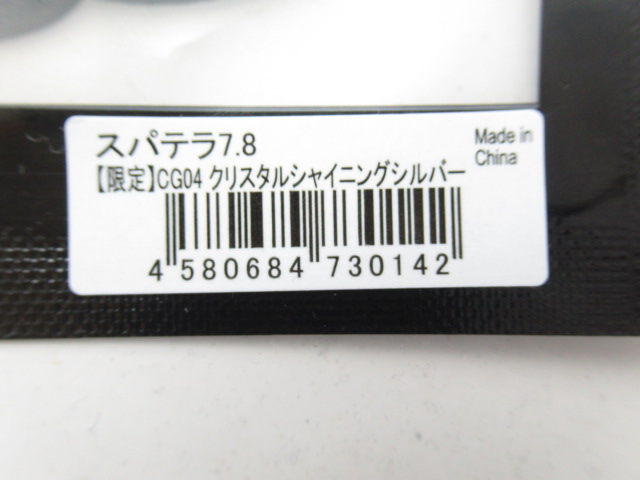 スパテラ7.8
Made in
China
【限定】CG04 クリスタルシャイニングシルバー
4 580684 730142